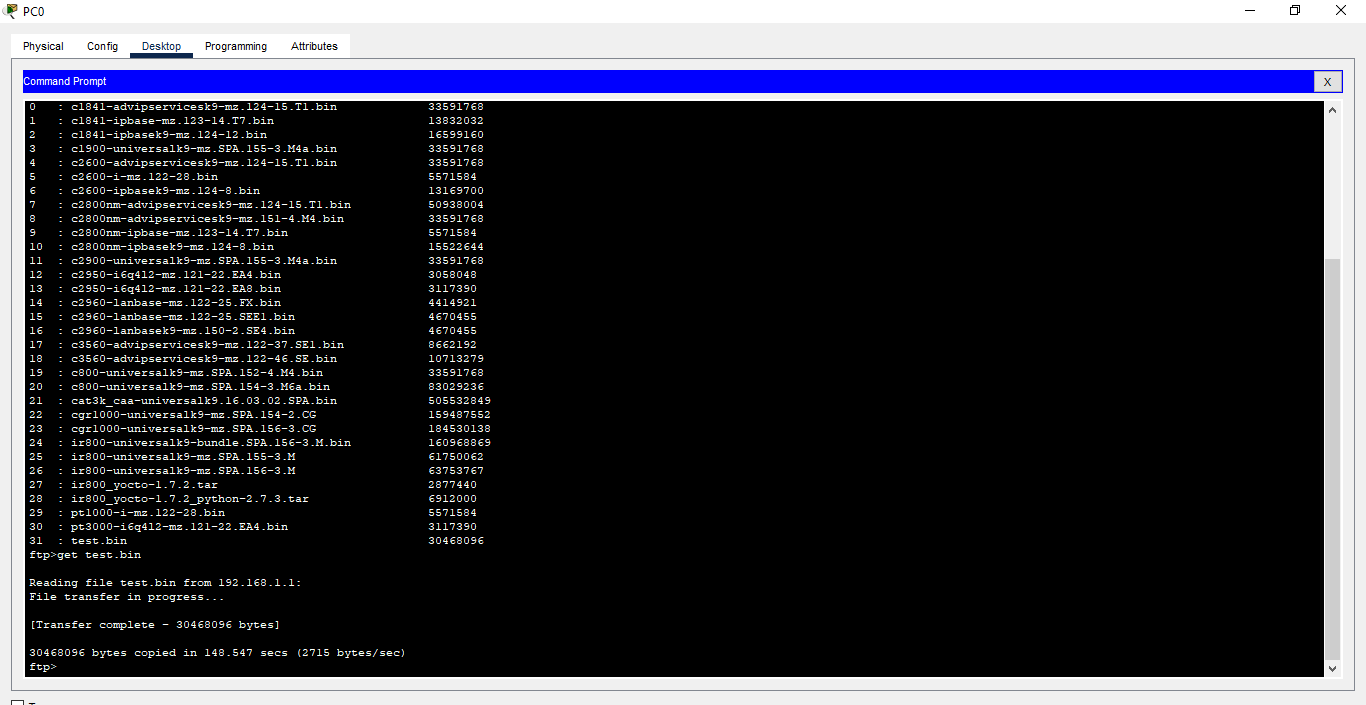 PC0
Physical Config Desktop Programming Attributes
Command Prompt X
0 : c1841-advipservicesk9-mz.124-15.T1.bin 33591768
1 : c1841-ipbase-mz.123-14.T7.bin 13832032
2 : c1841-ipbasek9-mz.124-12.bin 16599160
3 : c1900-universalk9-mz.SPA.155-3.M4a.bin 33591768
4 : c2600-advipservicesk9-mz.124-15.T1.bin 33591768
5 : c2600-i-mz.122-28.bin 5571584
6 : c2600-ipbasek9-mz.124-8.bin 13169700
7 : c2800nm-advipservicesk9-mz.124-15.T1.bin 50938004
8 : c2800nm-advipservicesk9-mz.151-4.M4.bin 33591768
9 : c2800nm-ipbase-mz.123-14.T7.bin 5571584
10 : c2800nm-ipbasek9-mz.124-8.bin 15522644
11 : c2900-universalk9-mz.SPA.155-3.M4a.bin 33591768
12 : c2950-i6q4l2-mz.121-22.EA4.bin 3058048
13 : c2950-i6q4l2-mz.121-22.EA8.bin 3117390
14 : c2960-lanbase-mz.122-25.FX.bin 4414921
15 : c2960-lanbase-mz.122-25.SEE1.bin 4670455
16 : c2960-lanbasek9-mz.150-2.SE4.bin 4670455
17 : c3560-advipservicesk9-mz.122-37.SE1.bin 8662192
18 : c3560-advipservicesk9-mz.122-46.SE.bin 10713279
19 : c800-universalk9-mz.SPA.152-4.M4.bin 33591768
20 : c800-universalk9-mz.SPA.154-3.M6a.bin 83029236
21 : cat3k_caa-universalk9.16.03.02.SPA.bin 505532849
22 : cgr1000-universalk9-mz.SPA.154-2.CG 159487552
23 : cgr1000-universalk9-mz.SPA.156-3.CG 184530138
24 : ir800-universalk9-bundle.SPA.156-3.M.bin 160968869
25 : ir800-universalk9-mz.SPA.155-3.M 61750062
26 : ir800-universalk9-mz.SPA.156-3.M 63753767
27 : ir800_yocto-1.7.2.tar 2877440
28 : ir800_yocto-1.7.2_python-2.7.3.tar 6912000
29 : pt1000-i-mz.122-28.bin 5571584
30 : pt3000-i6q4l2-mz.121-22.EA4.bin 3117390
31 : test.bin 30468096
ftp>get test.bin
Reading file test.bin from 192.168.1.1:
File transfer in progress...
[Transfer complete - 30468096 bytes]
30468096 bytes copied in 148.547 secs (2715 bytes/sec)
ftp>